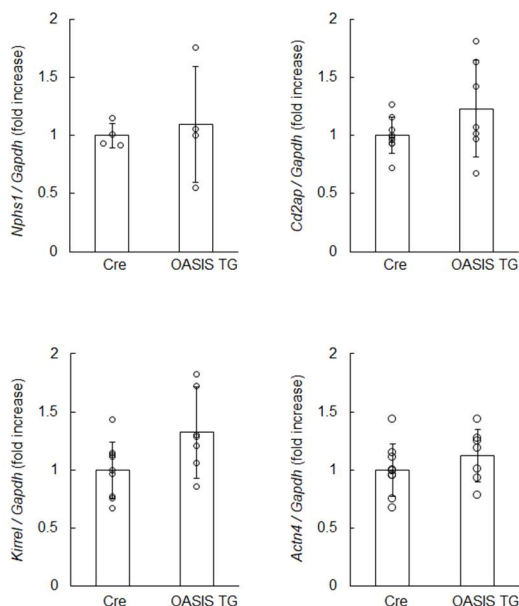 Nphs1 / Gapdh (fold increase)
2
1.5
1
0.5
0
Cre OASIS TG
Cd2ap / Gapdh (fold increase)
2
1.5
1
0.5
0
Cre OASIS TG
Kirrel / Gapdh (fold increase)
2
1.5
1
0.5
0
Cre OASIS TG
Actn4 / Gapdh (fold increase)
2
1.5
1
0.5
0
Cre OASIS TG